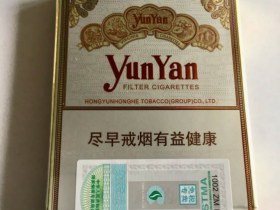 YunYan
YunYan
FILTER CIGARETTES
HONGYUNHONGHE TOBACCO(GROUP)CO.,LTD.
尽早戒烟有益健康